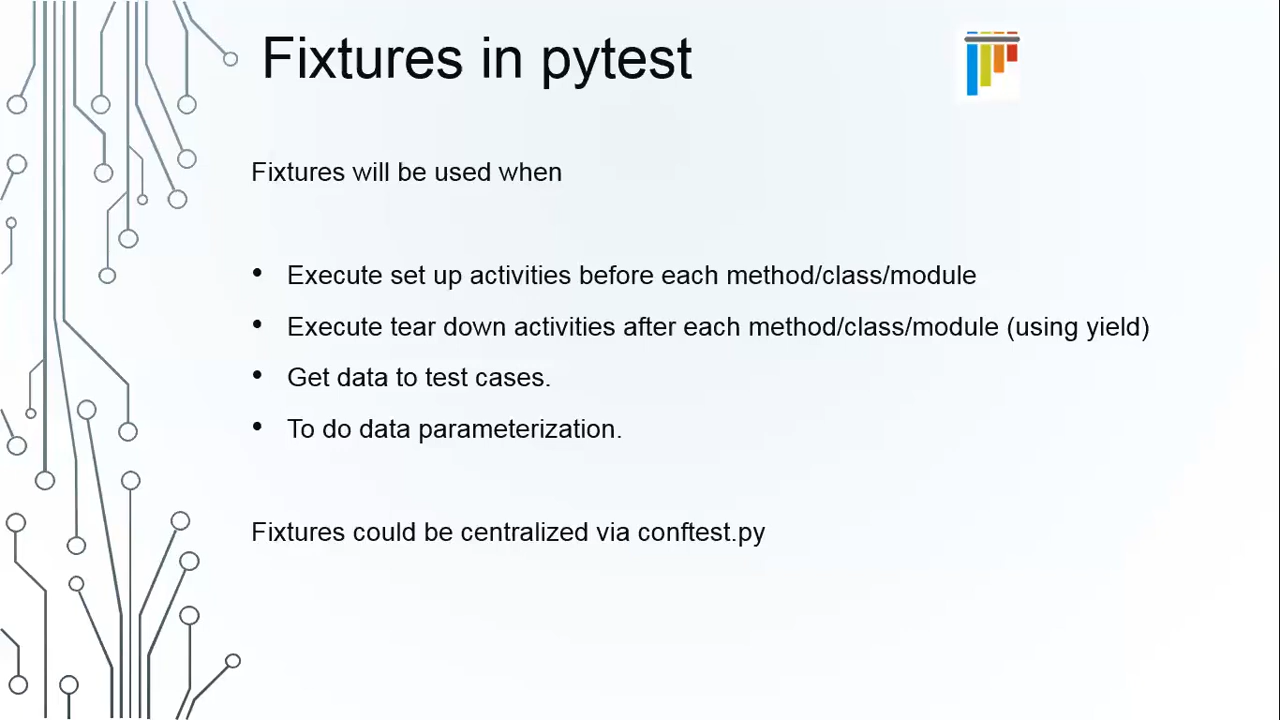 Fixtures in pytest
Fixtures will be used when
• Execute set up activities before each method/class/module
• Execute tear down activities after each method/class/module (using yield)
• Get data to test cases.
• To do data parameterization.
Fixtures could be centralized via conftest.py